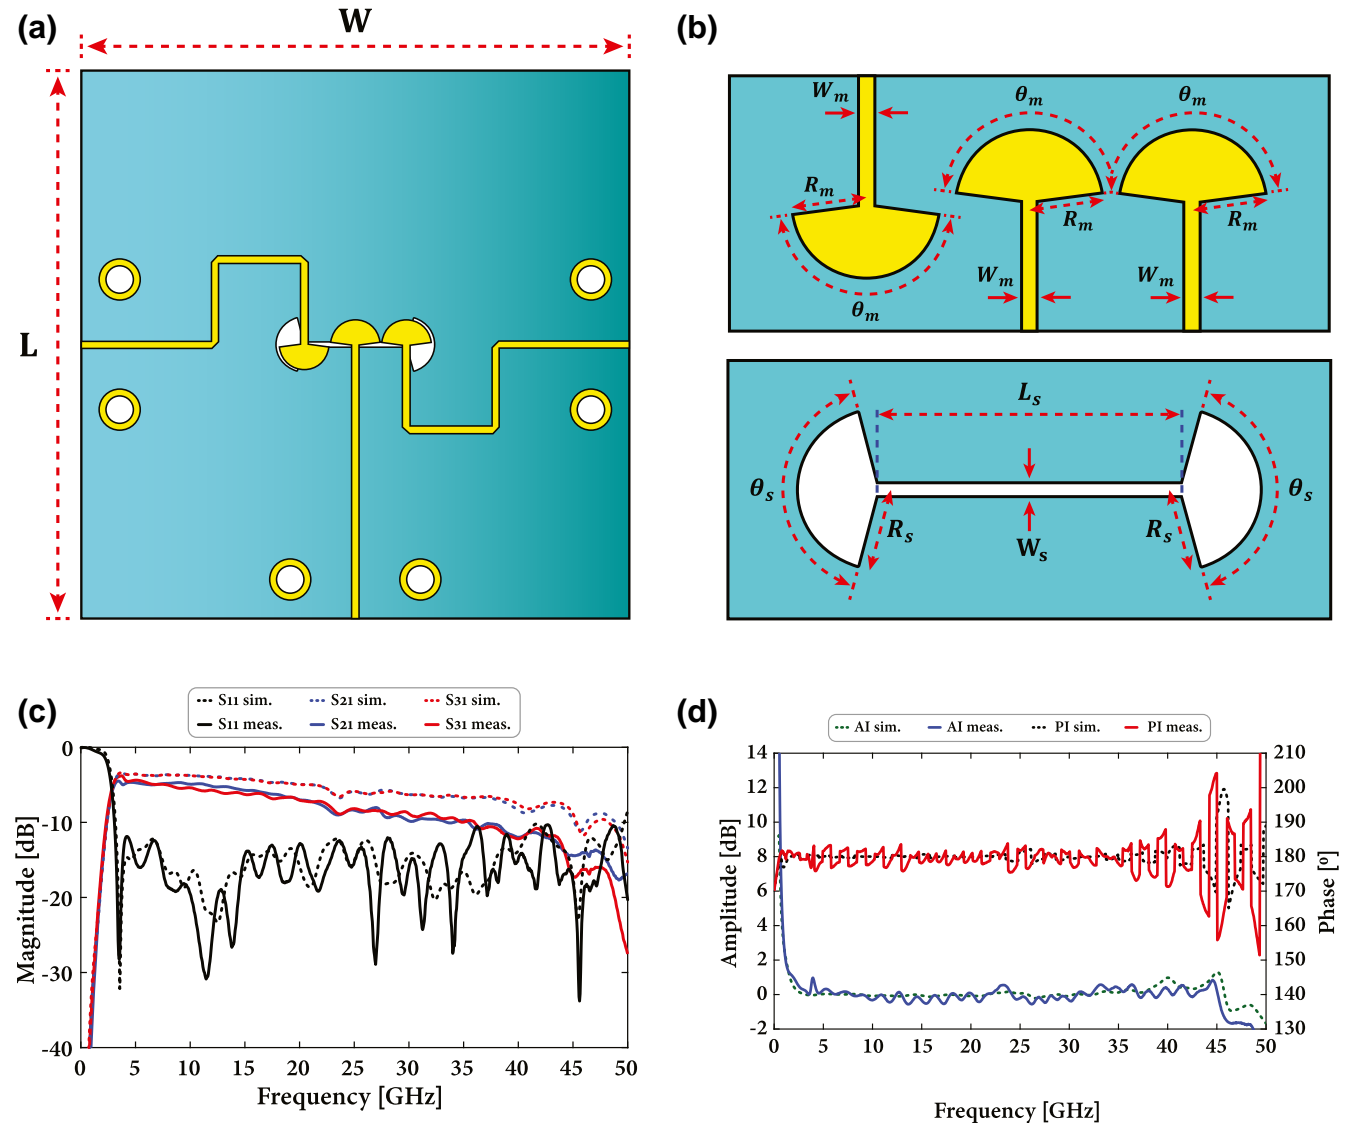 (a)
W
L
(b)
W_m
θ_m
θ_m
R_m
R_m
R_m
W_m
W_m
θ_m
L_s
θ_s
θ_s
R_s
R_s
W_s
(c)
S11 sim.
S21 sim.
S31 sim.
S11 meas.
S21 meas.
S31 meas.
0
-10
-20
-30
-40
Magnitude [dB]
0
5
10
15
20
25
30
35
40
45
50
Frequency [GHz]
(d)
AI sim.
AI meas.
PI sim.
PI meas.
14
12
10
8
6
4
2
0
-2
Amplitude [dB]
210
200
190
180
170
160
150
140
130
Phase [º]
0
5
10
15
20
25
30
35
40
45
50
Frequency [GHz]